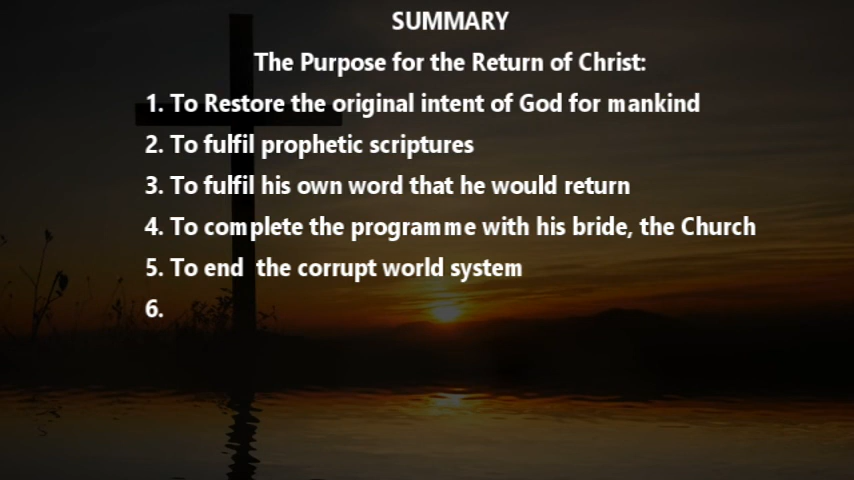 SUMMARY
The Purpose for the Return of Christ:
1. To Restore the original intent of God for mankind
2. To fulfil prophetic scriptures
3. To fulfil his own word that he would return
4. To complete the programme with his bride, the Church
5. To end  the corrupt world system
6.